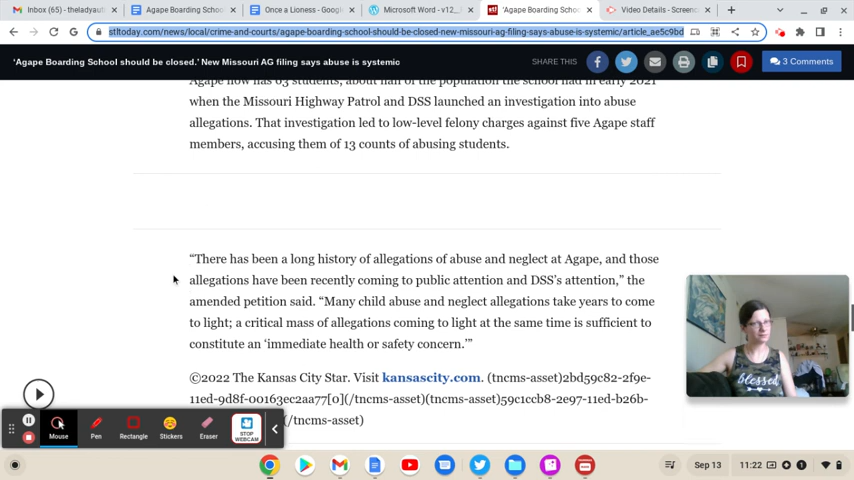 Inbox (65) - theladyaut
Agape Boarding Schoo
Once a Lioness - Google
Microsoft Word - v12_
'Agape Boarding Schoo
Video Details - Screenc
stltoday.com/news/local/crime-and-courts/agape-boarding-school-should-be-closed-new-missouri-ag-filing-says-abuse-is-systemic/article_ae5c9bd
'Agape Boarding School should be closed.' New Missouri AG filing says abuse is systemic
SHARE THIS
3 Comments
Agape now has 63 students, about half of the population the school had in early 2021
when the Missouri Highway Patrol and DSS launched an investigation into abuse
allegations. That investigation led to low-level felony charges against five Agape staff
members, accusing them of 13 counts of abusing students.
“There has been a long history of allegations of abuse and neglect at Agape, and those
allegations have been recently coming to public attention and DSS’s attention,” the
amended petition said. “Many child abuse and neglect allegations take years to come
to light; a critical mass of allegations coming to light at the same time is sufficient to
constitute an ‘immediate health or safety concern.’”
©2022 The Kansas City Star. Visit kansascity.com. (tncms-asset)2bd59c82-2f9e-
11ed-9d8f-00163ec2aa77[0](/tncms-asset)(tncms-asset)59c1ccb8-2e97-11ed-b26b-
(/tncms-asset)
blessed
Mouse
Pen
Rectangle
Stickers
Eraser
STOP
WEBCAM
Sep 13
11:22